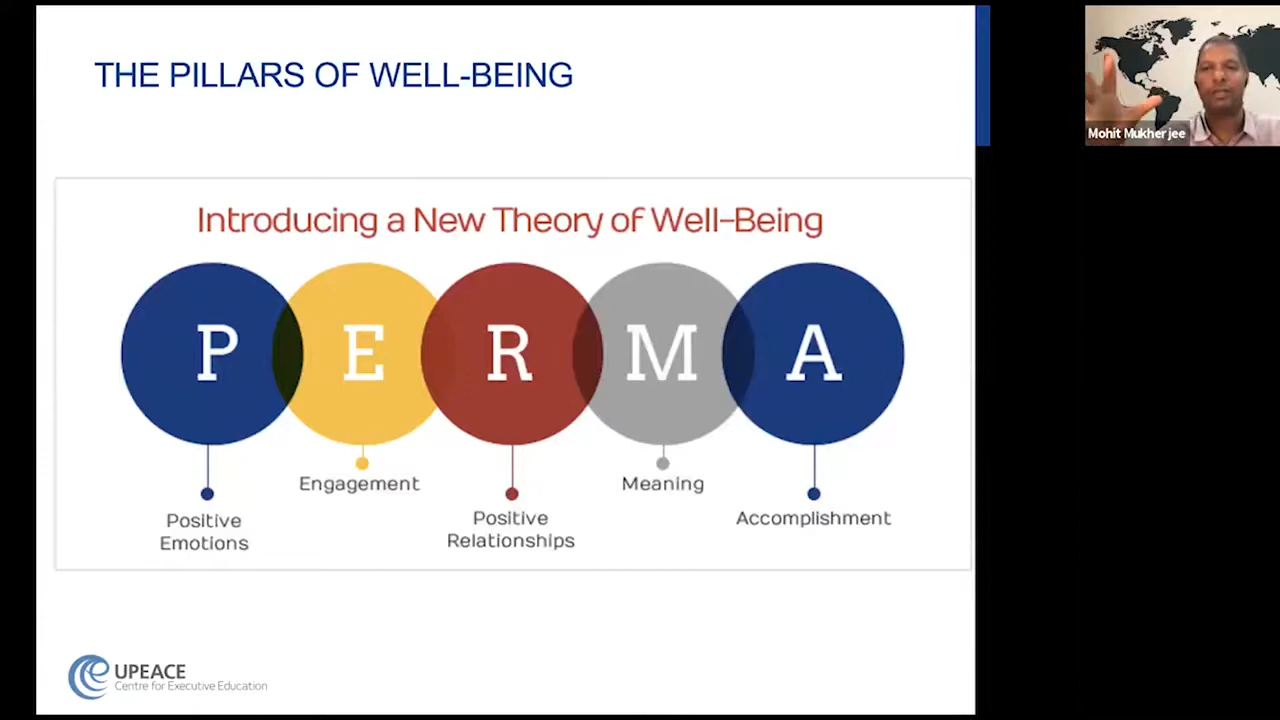 THE PILLARS OF WELL-BEING
Mohit Mukherjee
Introducing a New Theory of Well-Being
P E R M A
Engagement
Meaning
Positive
Emotions
Positive
Relationships
Accomplishment
UPEACE
Centre for Executive Education